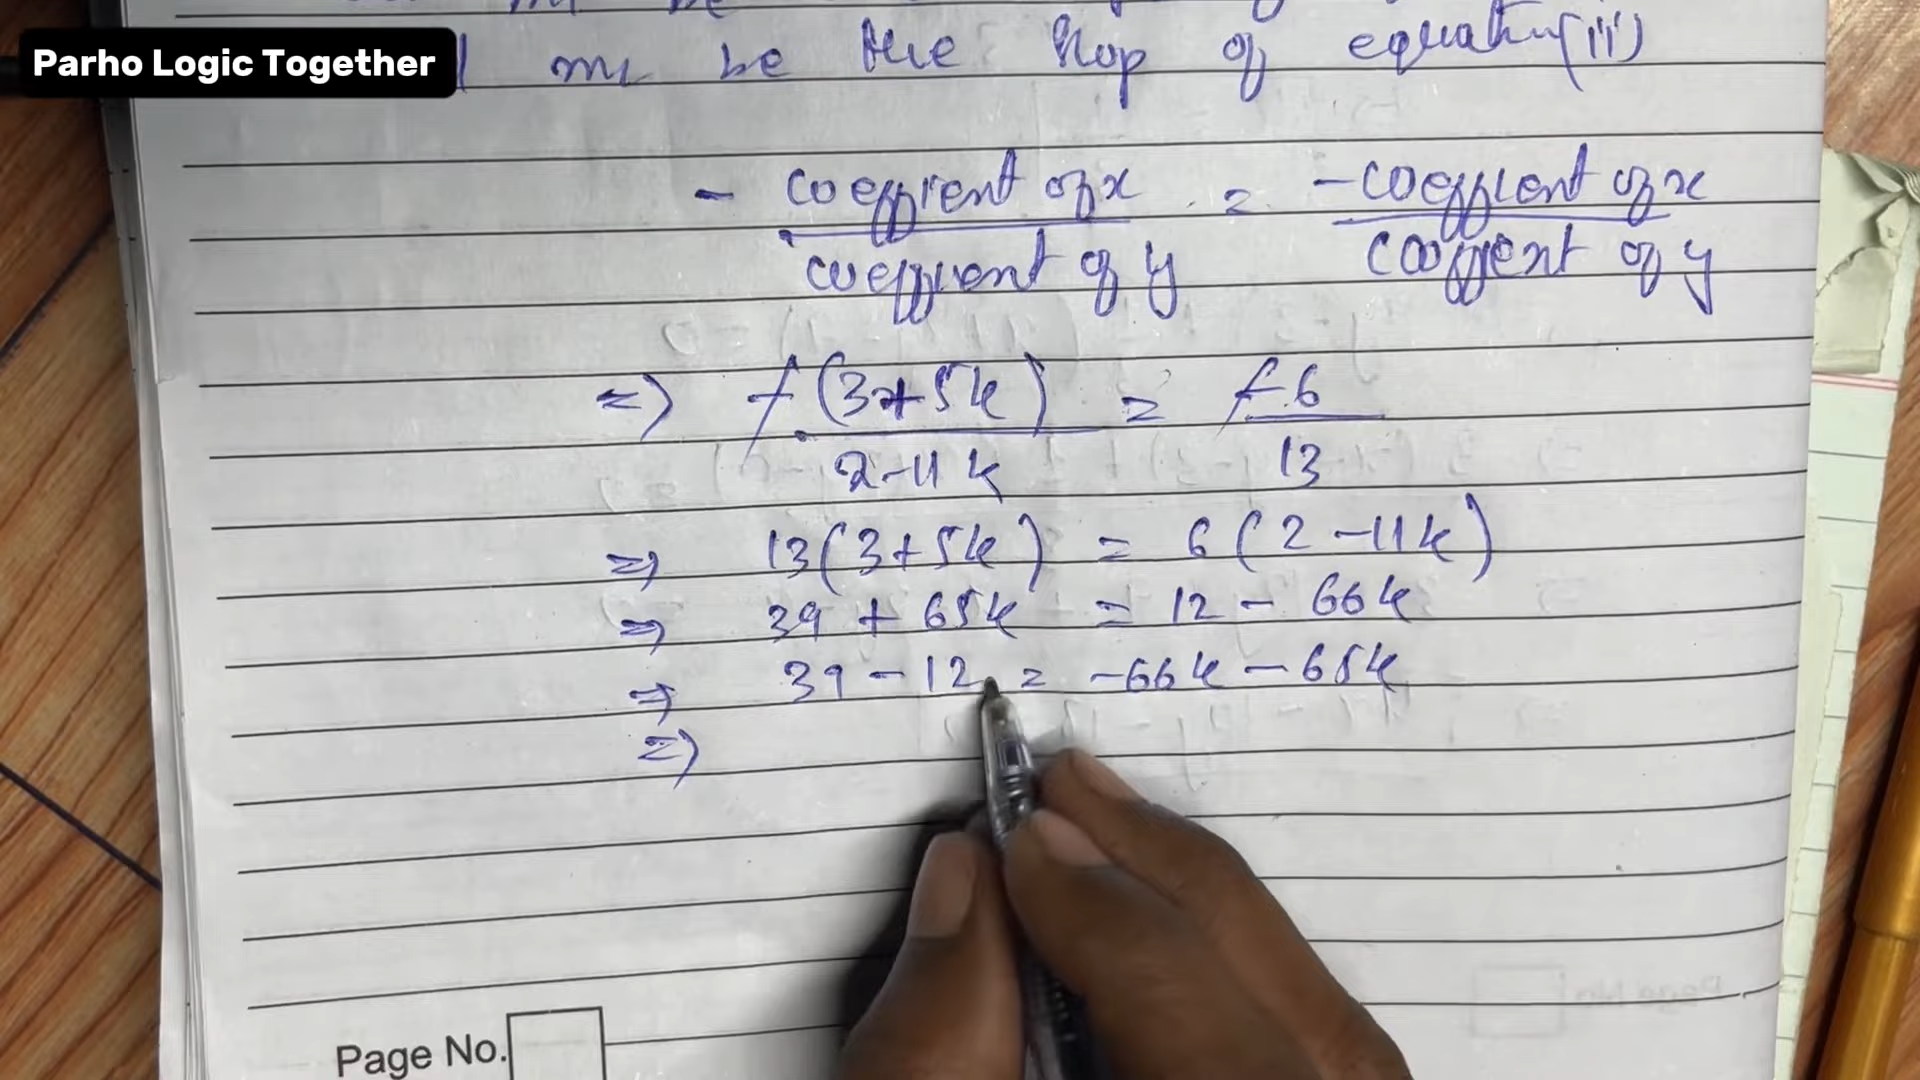 Parho Logic Together
m1 be the slop of equation(ii)
- coeffient of x / coeffient of y = - coeffient of x / coeffient of y
=> -(3+5k) / 2-11k = -6 / 13
=> 13(3+5k) = 6(2-11k)
=> 39 + 65k = 12 - 66k
=> 39 - 12 = -66k - 65k
=>
Page No.